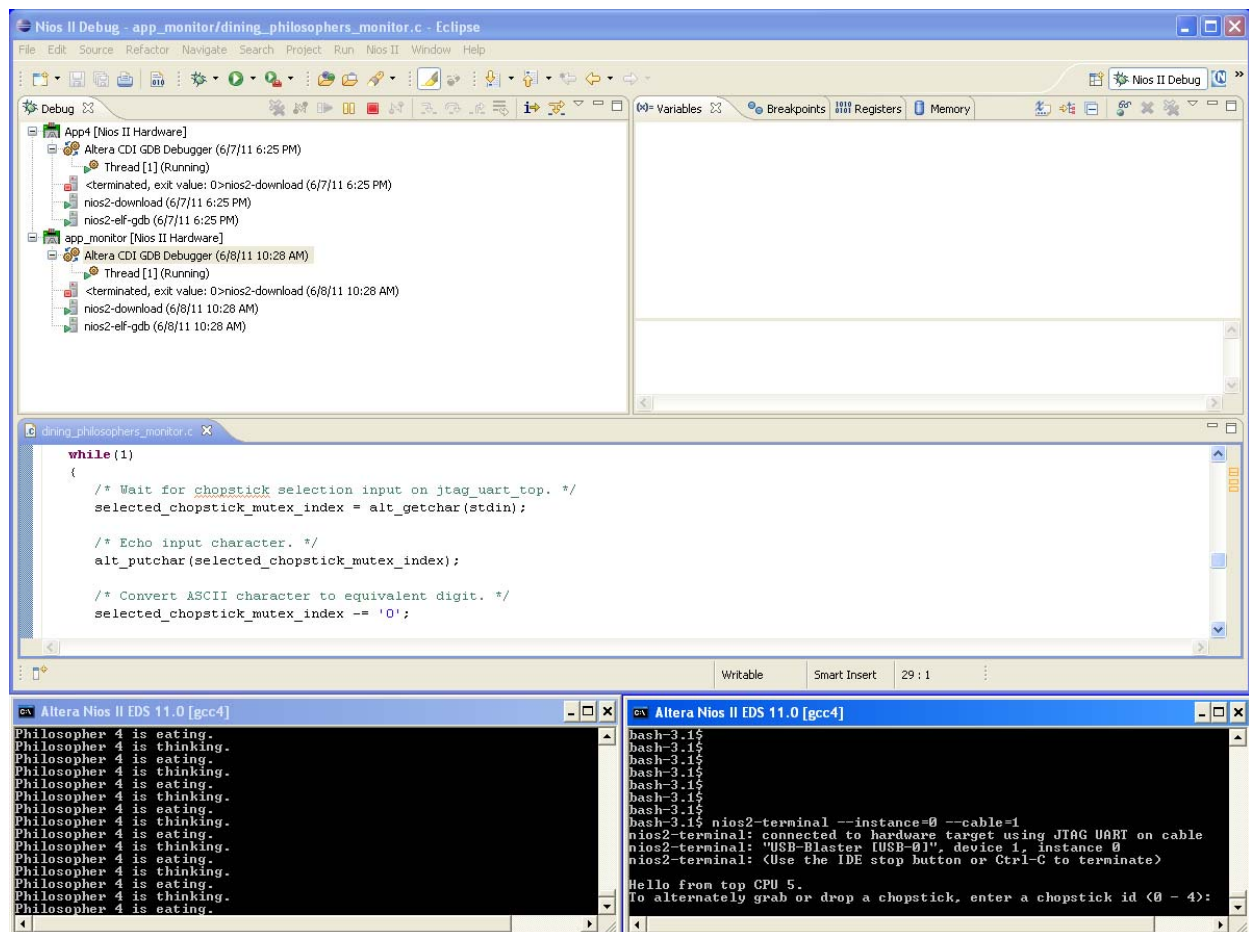 Nios II Debug - app_monitor/dining_philosophers_monitor.c - Eclipse
File Edit Source Refactor Navigate Search Project Run Nios II Window Help
Nios II Debug
Debug
App4 [Nios II Hardware]
Altera CDI GDB Debugger (6/7/11 6:25 PM)
Thread [1] (Running)
<terminated, exit value: 0>nios2-download (6/7/11 6:25 PM)
nios2-download (6/7/11 6:25 PM)
nios2-elf-gdb (6/7/11 6:25 PM)
app_monitor [Nios II Hardware]
Altera CDI GDB Debugger (6/8/11 10:28 AM)
Thread [1] (Running)
<terminated, exit value: 0>nios2-download (6/8/11 10:28 AM)
nios2-download (6/8/11 10:28 AM)
nios2-elf-gdb (6/8/11 10:28 AM)
(x)= Variables Breakpoints Registers Memory
dining_philosophers_monitor.c
while(1)
{
/* Wait for chopstick selection input on jtag_uart_top. */
selected_chopstick_mutex_index = alt_getchar(stdin);
/* Echo input character. */
alt_putchar(selected_chopstick_mutex_index);
/* Convert ASCII character to equivalent digit. */
selected_chopstick_mutex_index -= '0';
Writable Smart Insert 29 : 1
Altera Nios II EDS 11.0 [gcc4]
Philosopher 4 is eating.
Philosopher 4 is thinking.
Philosopher 4 is eating.
Philosopher 4 is thinking.
Philosopher 4 is eating.
Philosopher 4 is thinking.
Philosopher 4 is eating.
Philosopher 4 is thinking.
Philosopher 4 is eating.
Philosopher 4 is thinking.
Philosopher 4 is thinking.
Philosopher 4 is thinking.
Philosopher 4 is eating.
Philosopher 4 is thinking.
Philosopher 4 is eating.
Altera Nios II EDS 11.0 [gcc4]
bash-3.1$
bash-3.1$
bash-3.1$
bash-3.1$
bash-3.1$
bash-3.1$
bash-3.1$
bash-3.1$ nios2-terminal --instance=0 --cable=1
nios2-terminal: connected to hardware target using JTAG UART on cable
nios2-terminal: "USB-Blaster [USB-0]", device 1, instance 0
nios2-terminal: (Use the IDE stop button or Ctrl-C to terminate)
Hello from top CPU 5.
To alternately grab or drop a chopstick, enter a chopstick id (0 - 4):